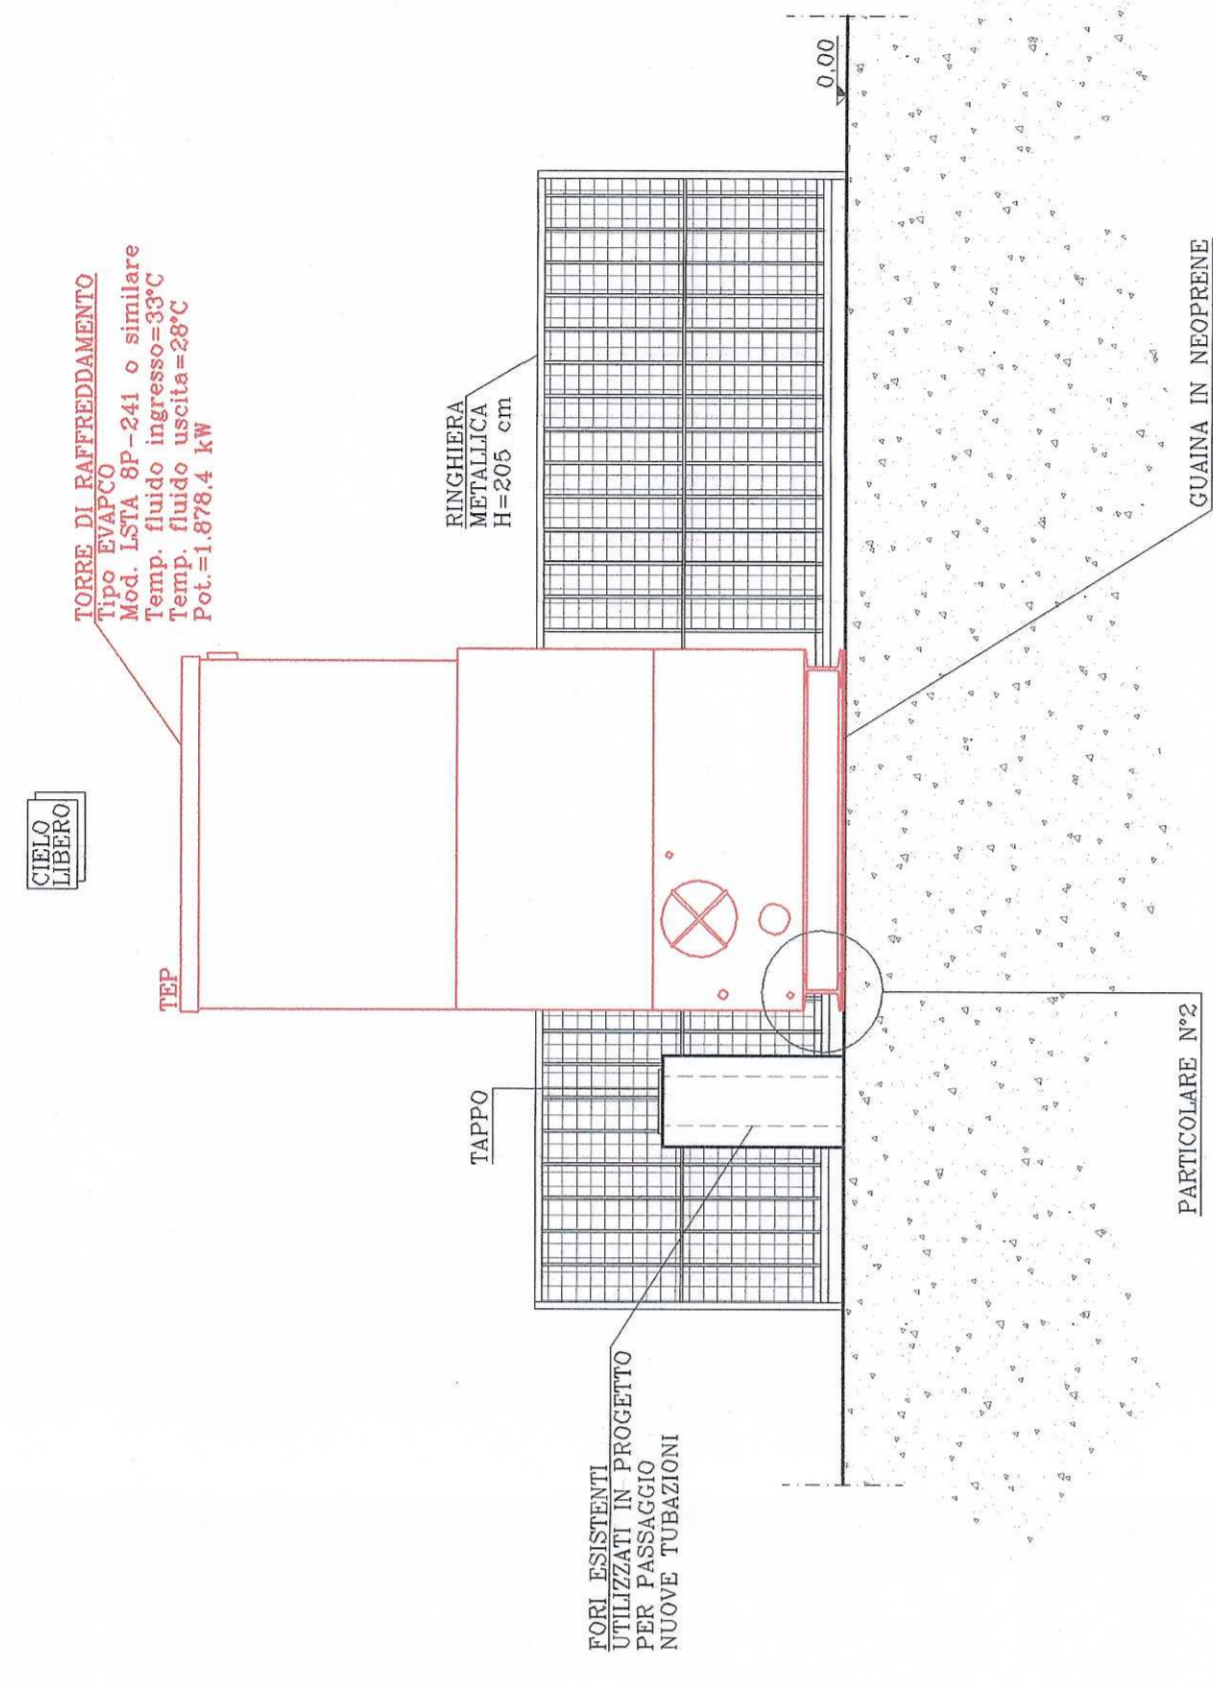 CIELO
LIBERO
TEP
TORRE DI RAFFREDDAMENTO
Tipo EVAPCO
Mod. LSTA 8P-241 o similare
Temp. fluido ingresso=33°C
Temp. fluido uscita=28°C
Pot.=1.878,4 kW
RINGHIERA
METALLICA
H=205 cm
TAPPO
FORI ESISTENTI
UTILIZZATI IN PROGETTO
PER PASSAGGIO
NUOVE TUBAZIONI
0,00
PARTICOLARE N°2
GUAINA IN NEOPRENE